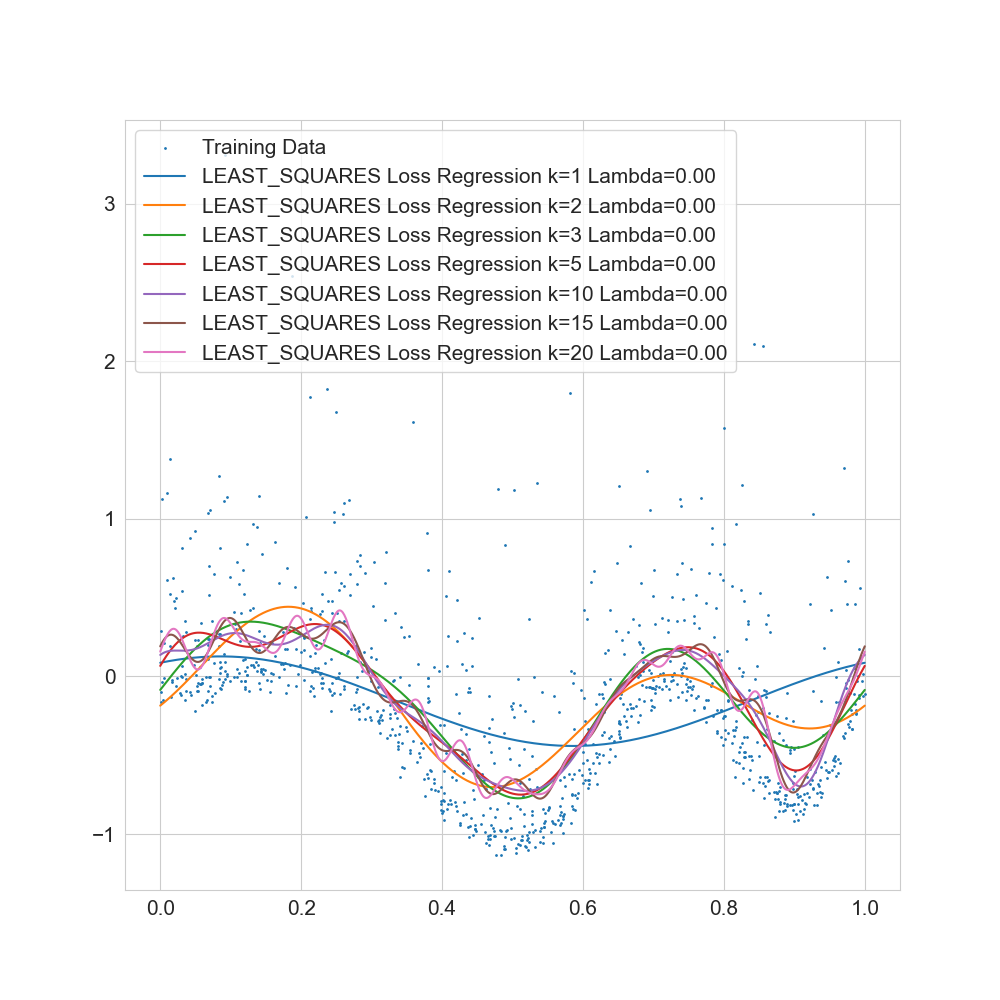 Training Data
LEAST_SQUARES Loss Regression k=1 Lambda=0.00
LEAST_SQUARES Loss Regression k=2 Lambda=0.00
LEAST_SQUARES Loss Regression k=3 Lambda=0.00
LEAST_SQUARES Loss Regression k=5 Lambda=0.00
LEAST_SQUARES Loss Regression k=10 Lambda=0.00
LEAST_SQUARES Loss Regression k=15 Lambda=0.00
LEAST_SQUARES Loss Regression k=20 Lambda=0.00
3
2
1
0
−1
0.0 0.2 0.4 0.6 0.8 1.0